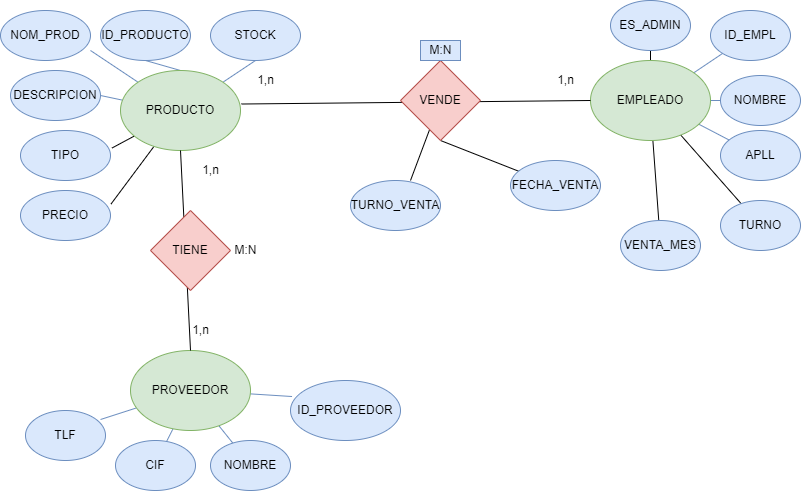 NOM_PROD
ID_PRODUCTO
STOCK
ES_ADMIN
ID_EMPL
M:N
1,n
1,n
DESCRIPCION
PRODUCTO
VENDE
EMPLEADO
NOMBRE
TIPO
APLL
1,n
PRECIO
TURNO_VENTA
FECHA_VENTA
TURNO
VENTA_MES
TIENE
M:N
1,n
PROVEEDOR
ID_PROVEEDOR
TLF
CIF
NOMBRE